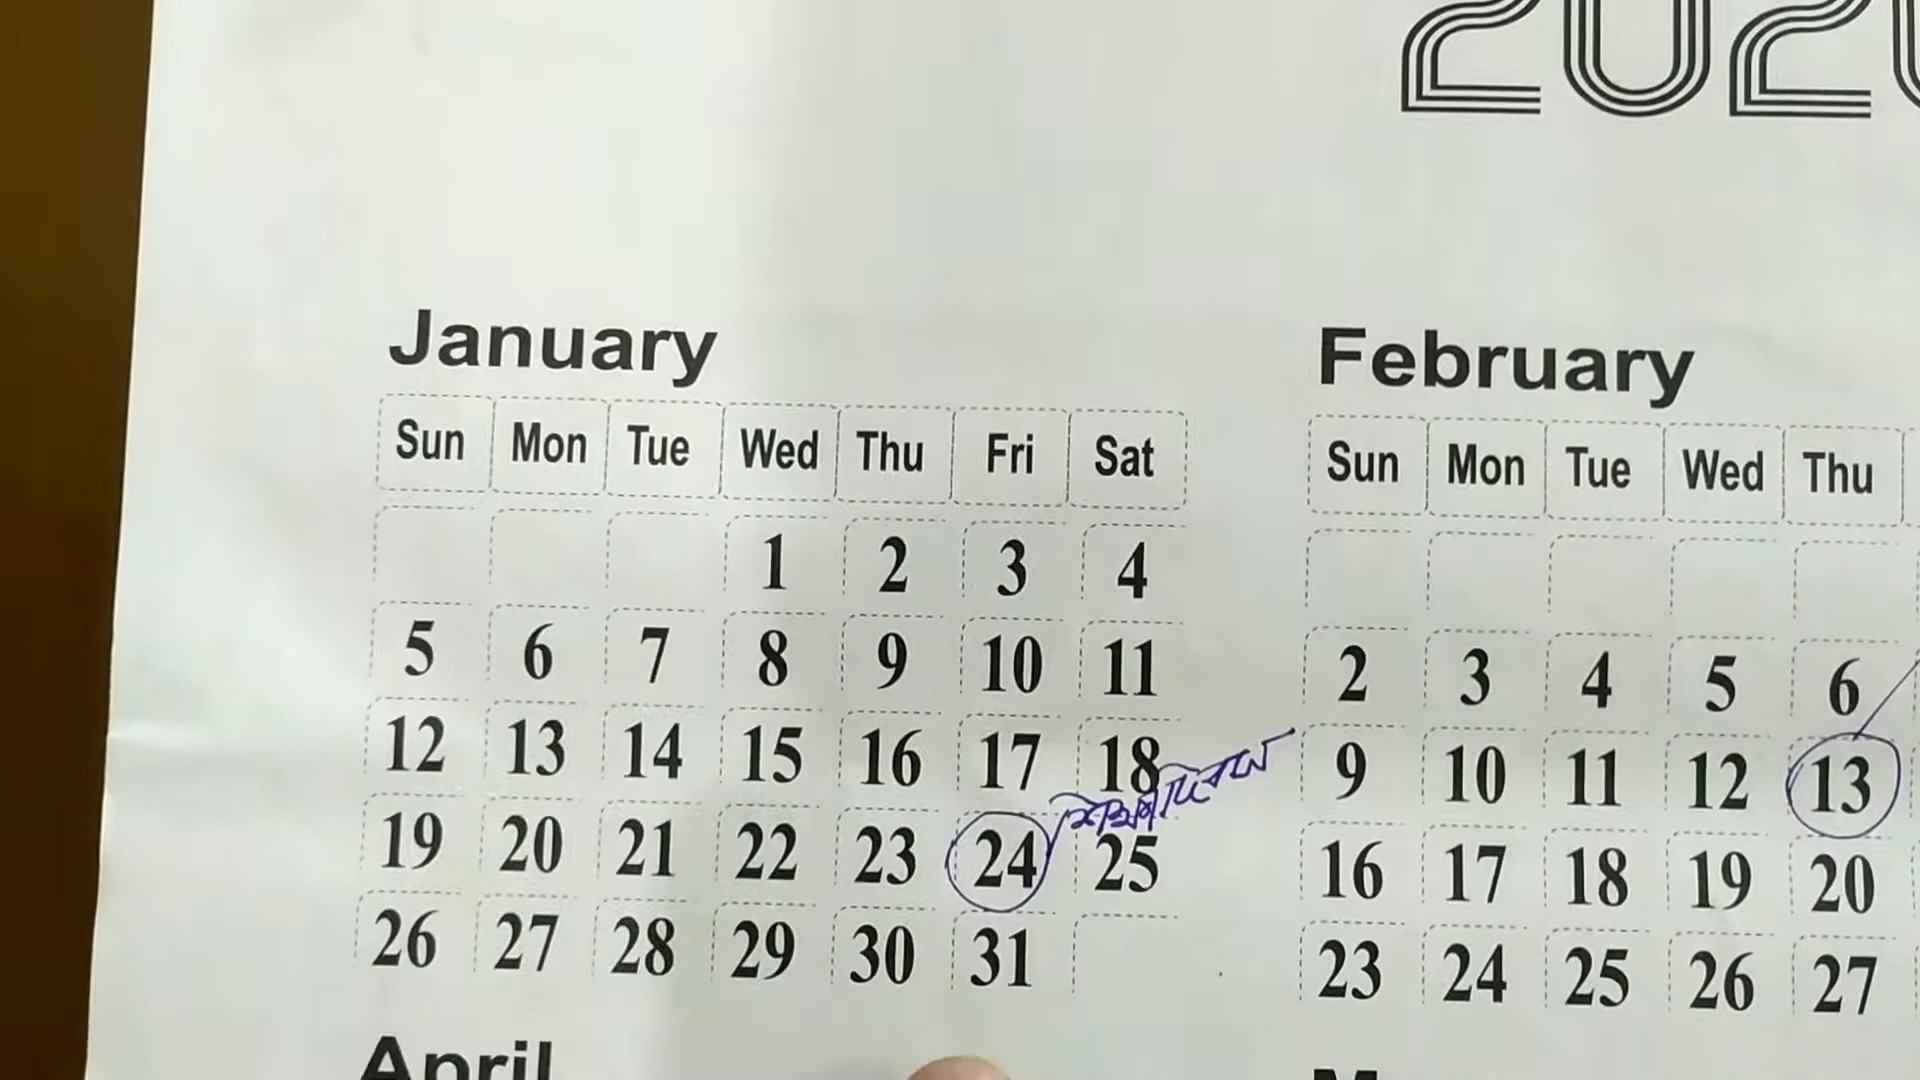 202
January
Sun Mon Tue Wed Thu Fri Sat
1 2 3 4
5 6 7 8 9 10 11
12 13 14 15 16 17 18
19 20 21 22 23 24 25
26 27 28 29 30 31
February
Sun Mon Tue Wed Thu
2 3 4 5 6
9 10 11 12 13
16 17 18 19 20
23 24 25 26 27
April